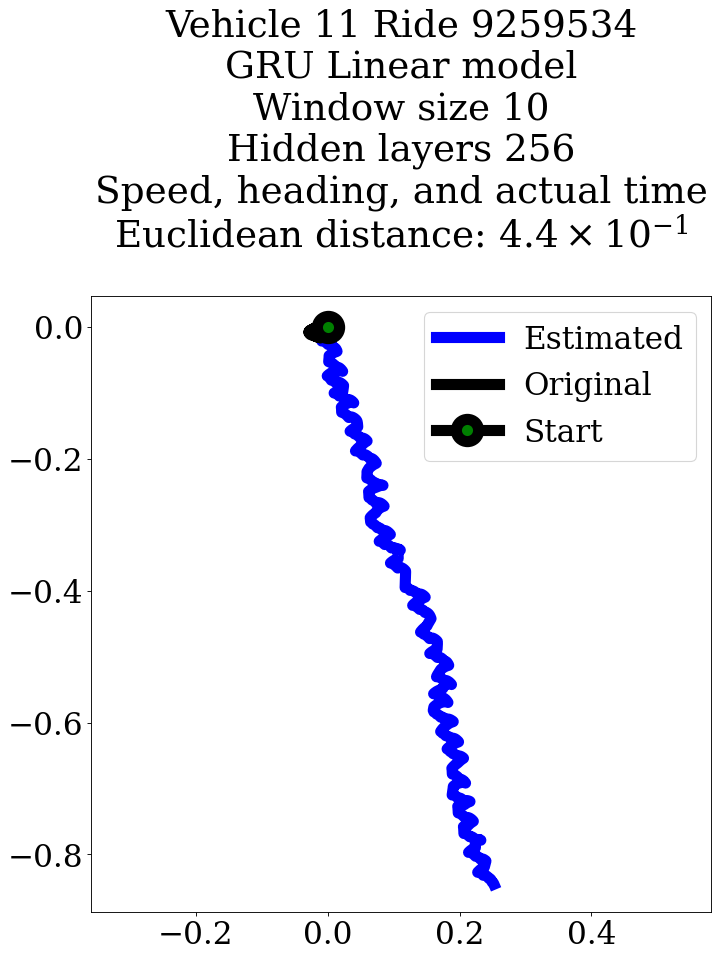 Vehicle 11 Ride 9259534
GRU Linear model
Window size 10
Hidden layers 256
Speed, heading, and actual time
Euclidean distance: 4.4 × 10⁻¹
Estimated
Original
Start
0.0
−0.2
−0.4
−0.6
−0.8
−0.2 0.0 0.2 0.4